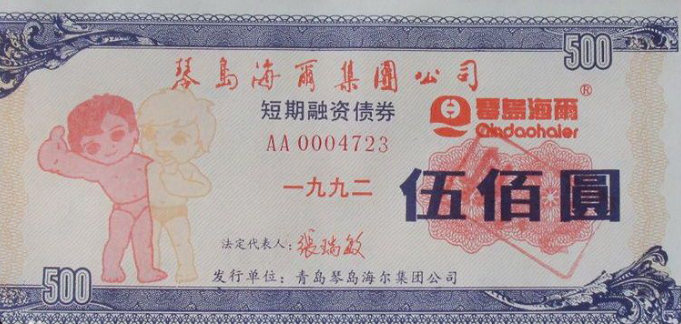 500
琴島海爾集團公司
短期融资债券
琴島海爾®
Qindaohaier
AA 0004723
一九九二
伍佰圓
法定代表人：張瑞敏
发行单位：青岛琴岛海尔集团公司
500